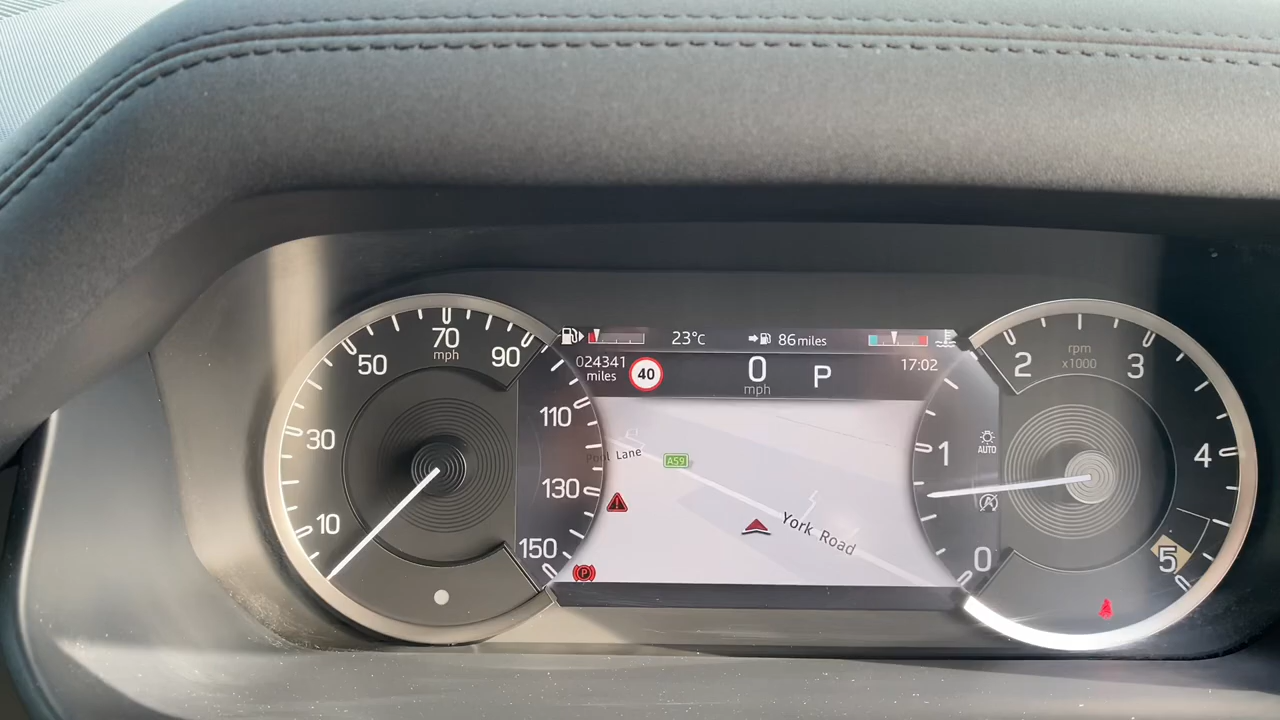 70
mph
50
90
30
110
10
130
150
23°C
86 miles
024341
miles
40
0
mph
P
17:02
Pool Lane
A59
York Road
P
rpm
x1000
2
3
1
4
AUTO
A
0
5